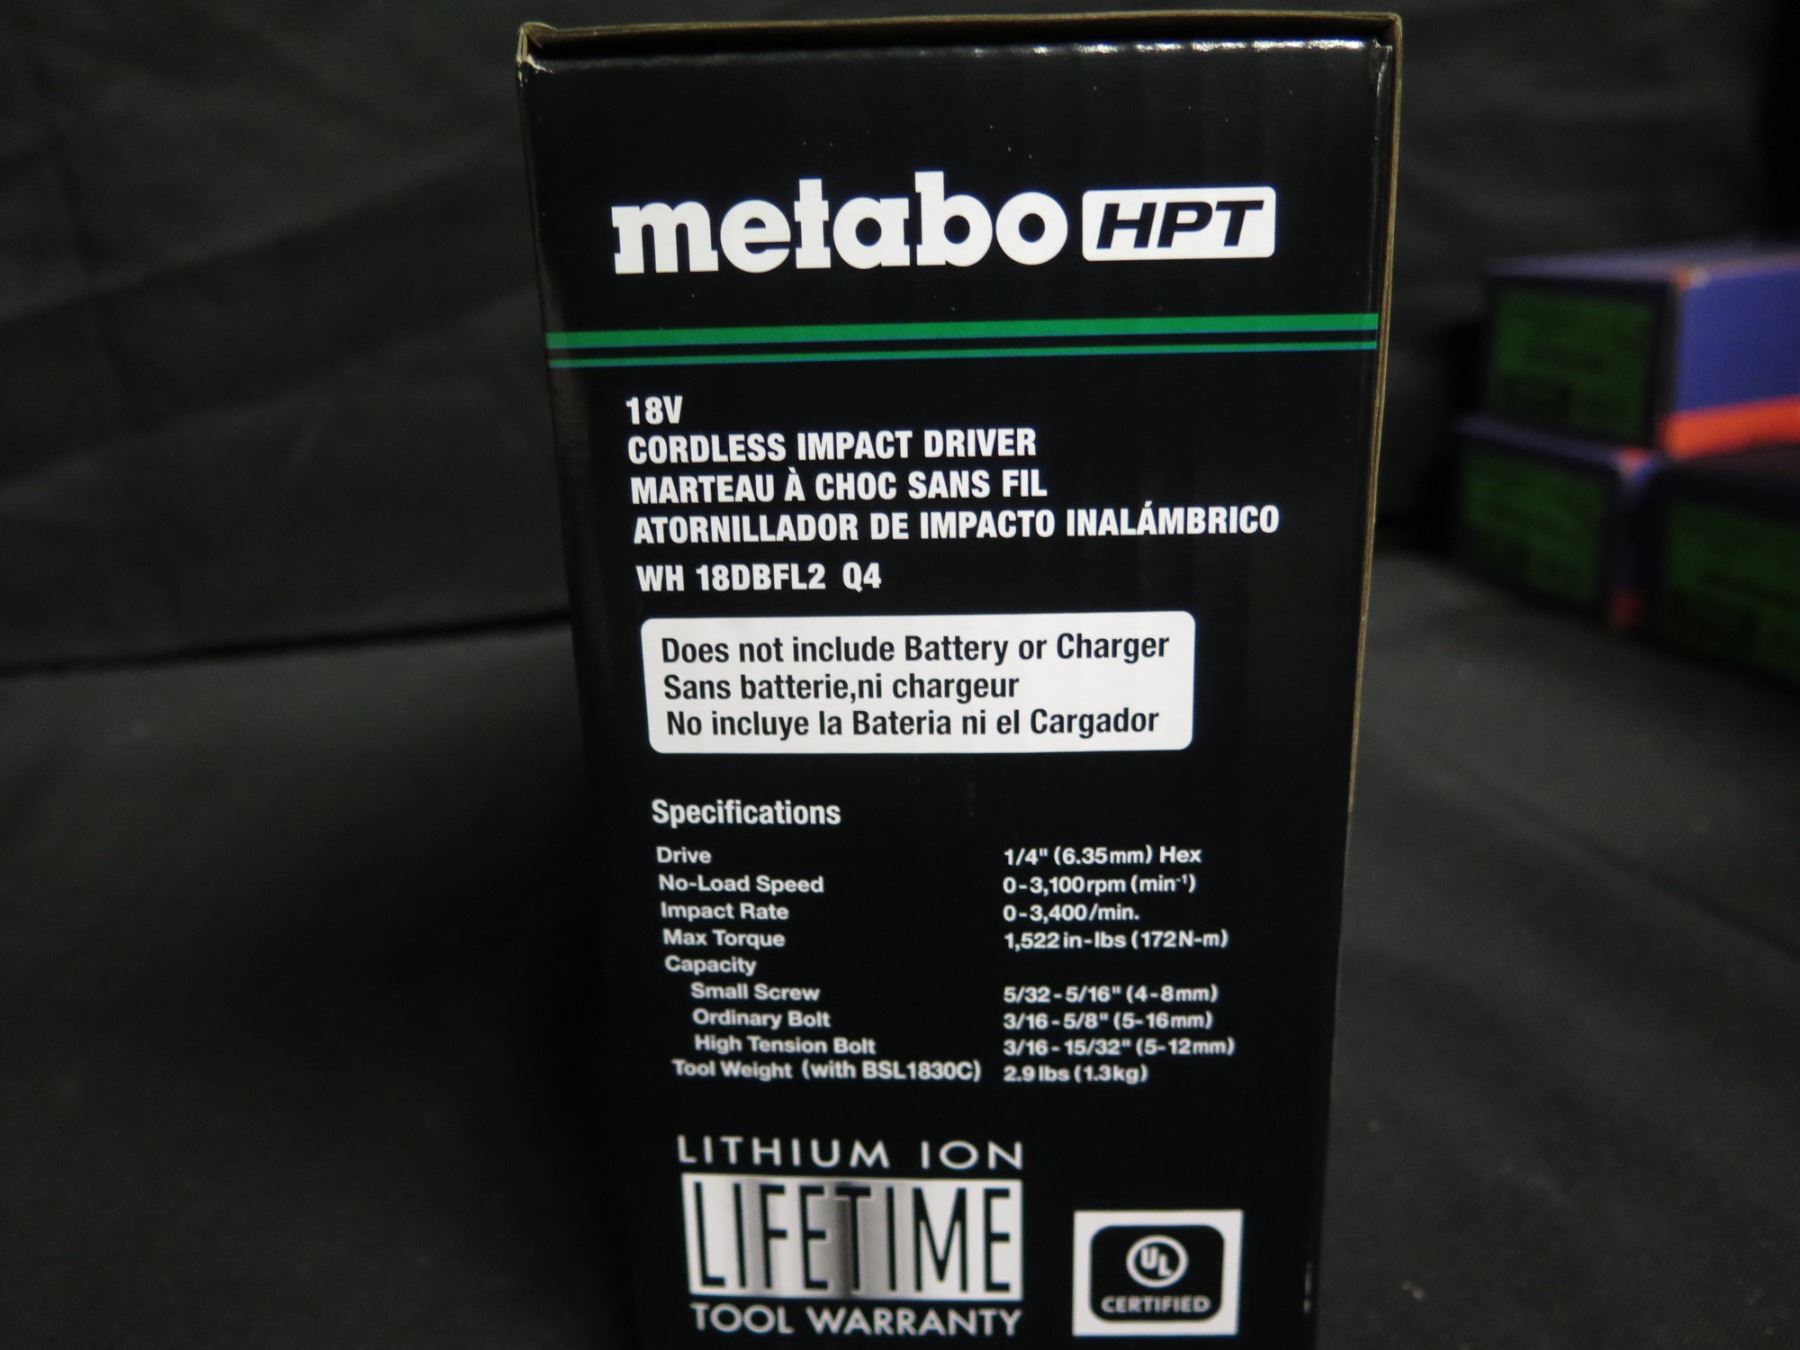 metabo HPT
18V
CORDLESS IMPACT DRIVER
MARTEAU À CHOC SANS FIL
ATORNILLADOR DE IMPACTO INALÁMBRICO
WH 18DBFL2 Q4
Does not include Battery or Charger
Sans batterie,ni chargeur
No incluye la Bateria ni el Cargador
Specifications
Drive 1/4" (6.35mm) Hex
No-Load Speed 0-3,100rpm (min⁻¹)
Impact Rate 0-3,400/min.
Max Torque 1,522in-lbs (172N-m)
Capacity
Small Screw 5/32-5/16" (4-8mm)
Ordinary Bolt 3/16-5/8" (5-16mm)
High Tension Bolt 3/16-15/32" (5-12mm)
Tool Weight (with BSL1830C) 2.9lbs (1.3kg)
LITHIUM ION
LIFETIME
TOOL WARRANTY
UL
CERTIFIED